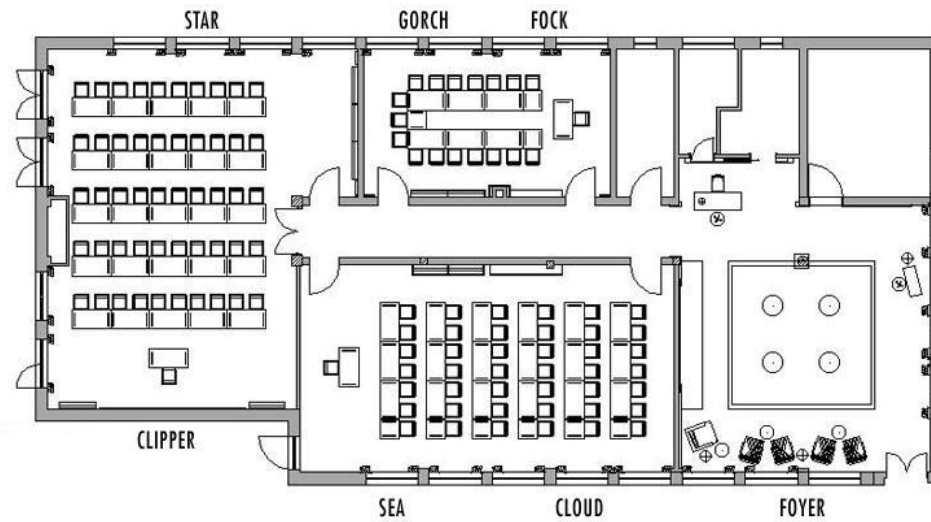 STAR
GORCH FOCK
CLIPPER
SEA CLOUD
FOYER